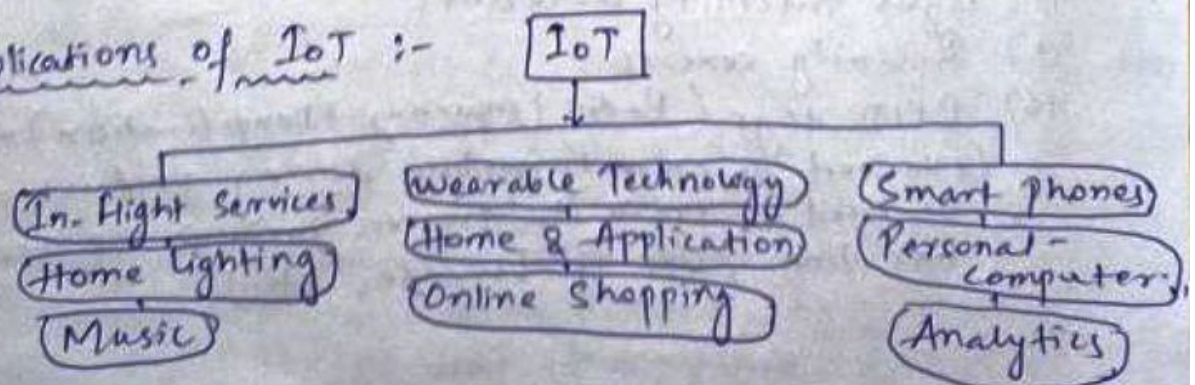 plications of IoT :- IoT
In-Flight Services
Home Lighting
Music
Wearable Technology
Home & Application
Online Shopping
Smart phones
Personal-
computer.
Analytics